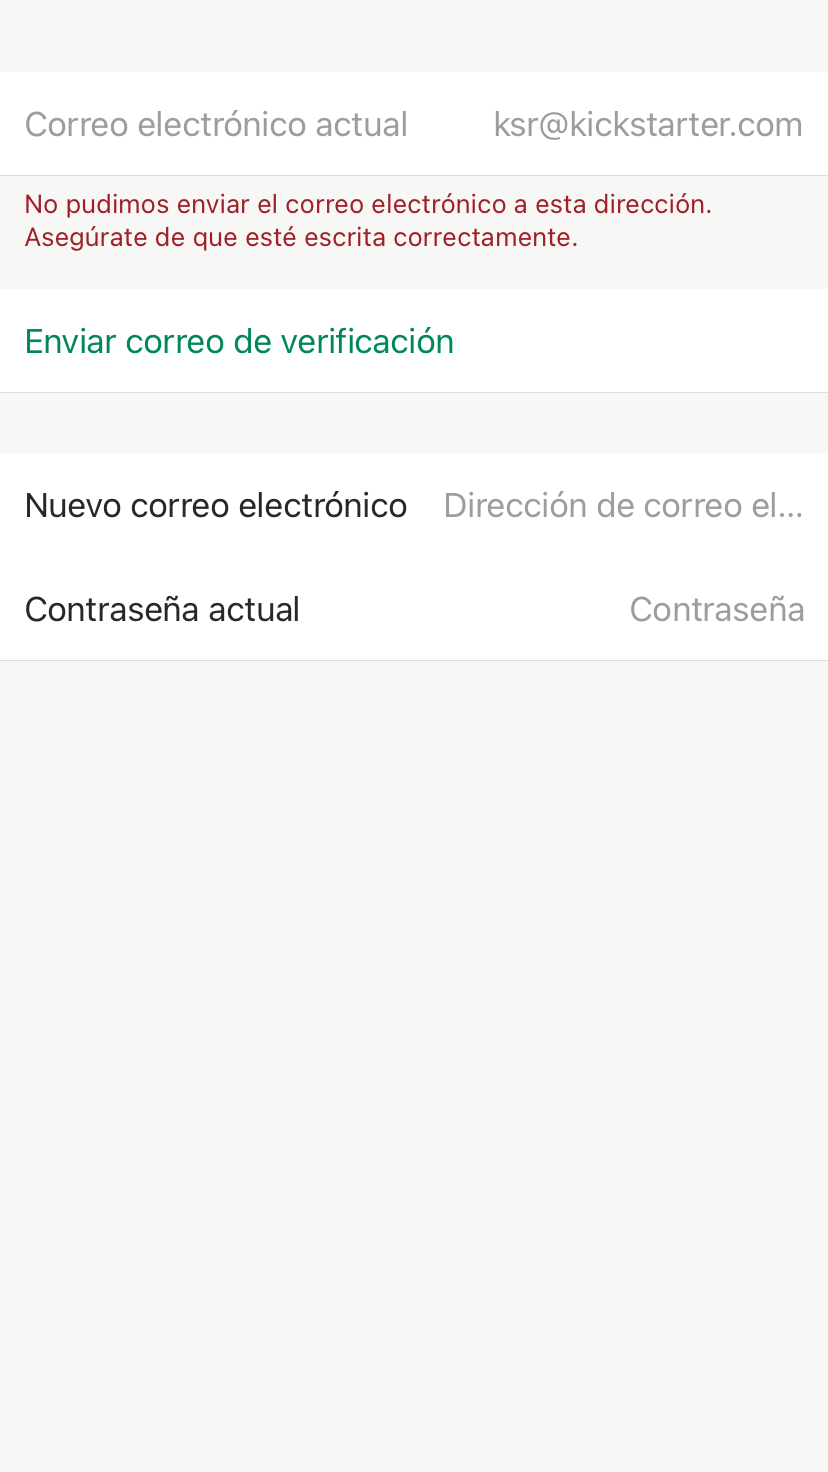 Correo electrónico actual ksr@kickstarter.com
No pudimos enviar el correo electrónico a esta dirección.
Asegúrate de que esté escrita correctamente.
Enviar correo de verificación
Nuevo correo electrónico Dirección de correo el...
Contraseña actual Contraseña